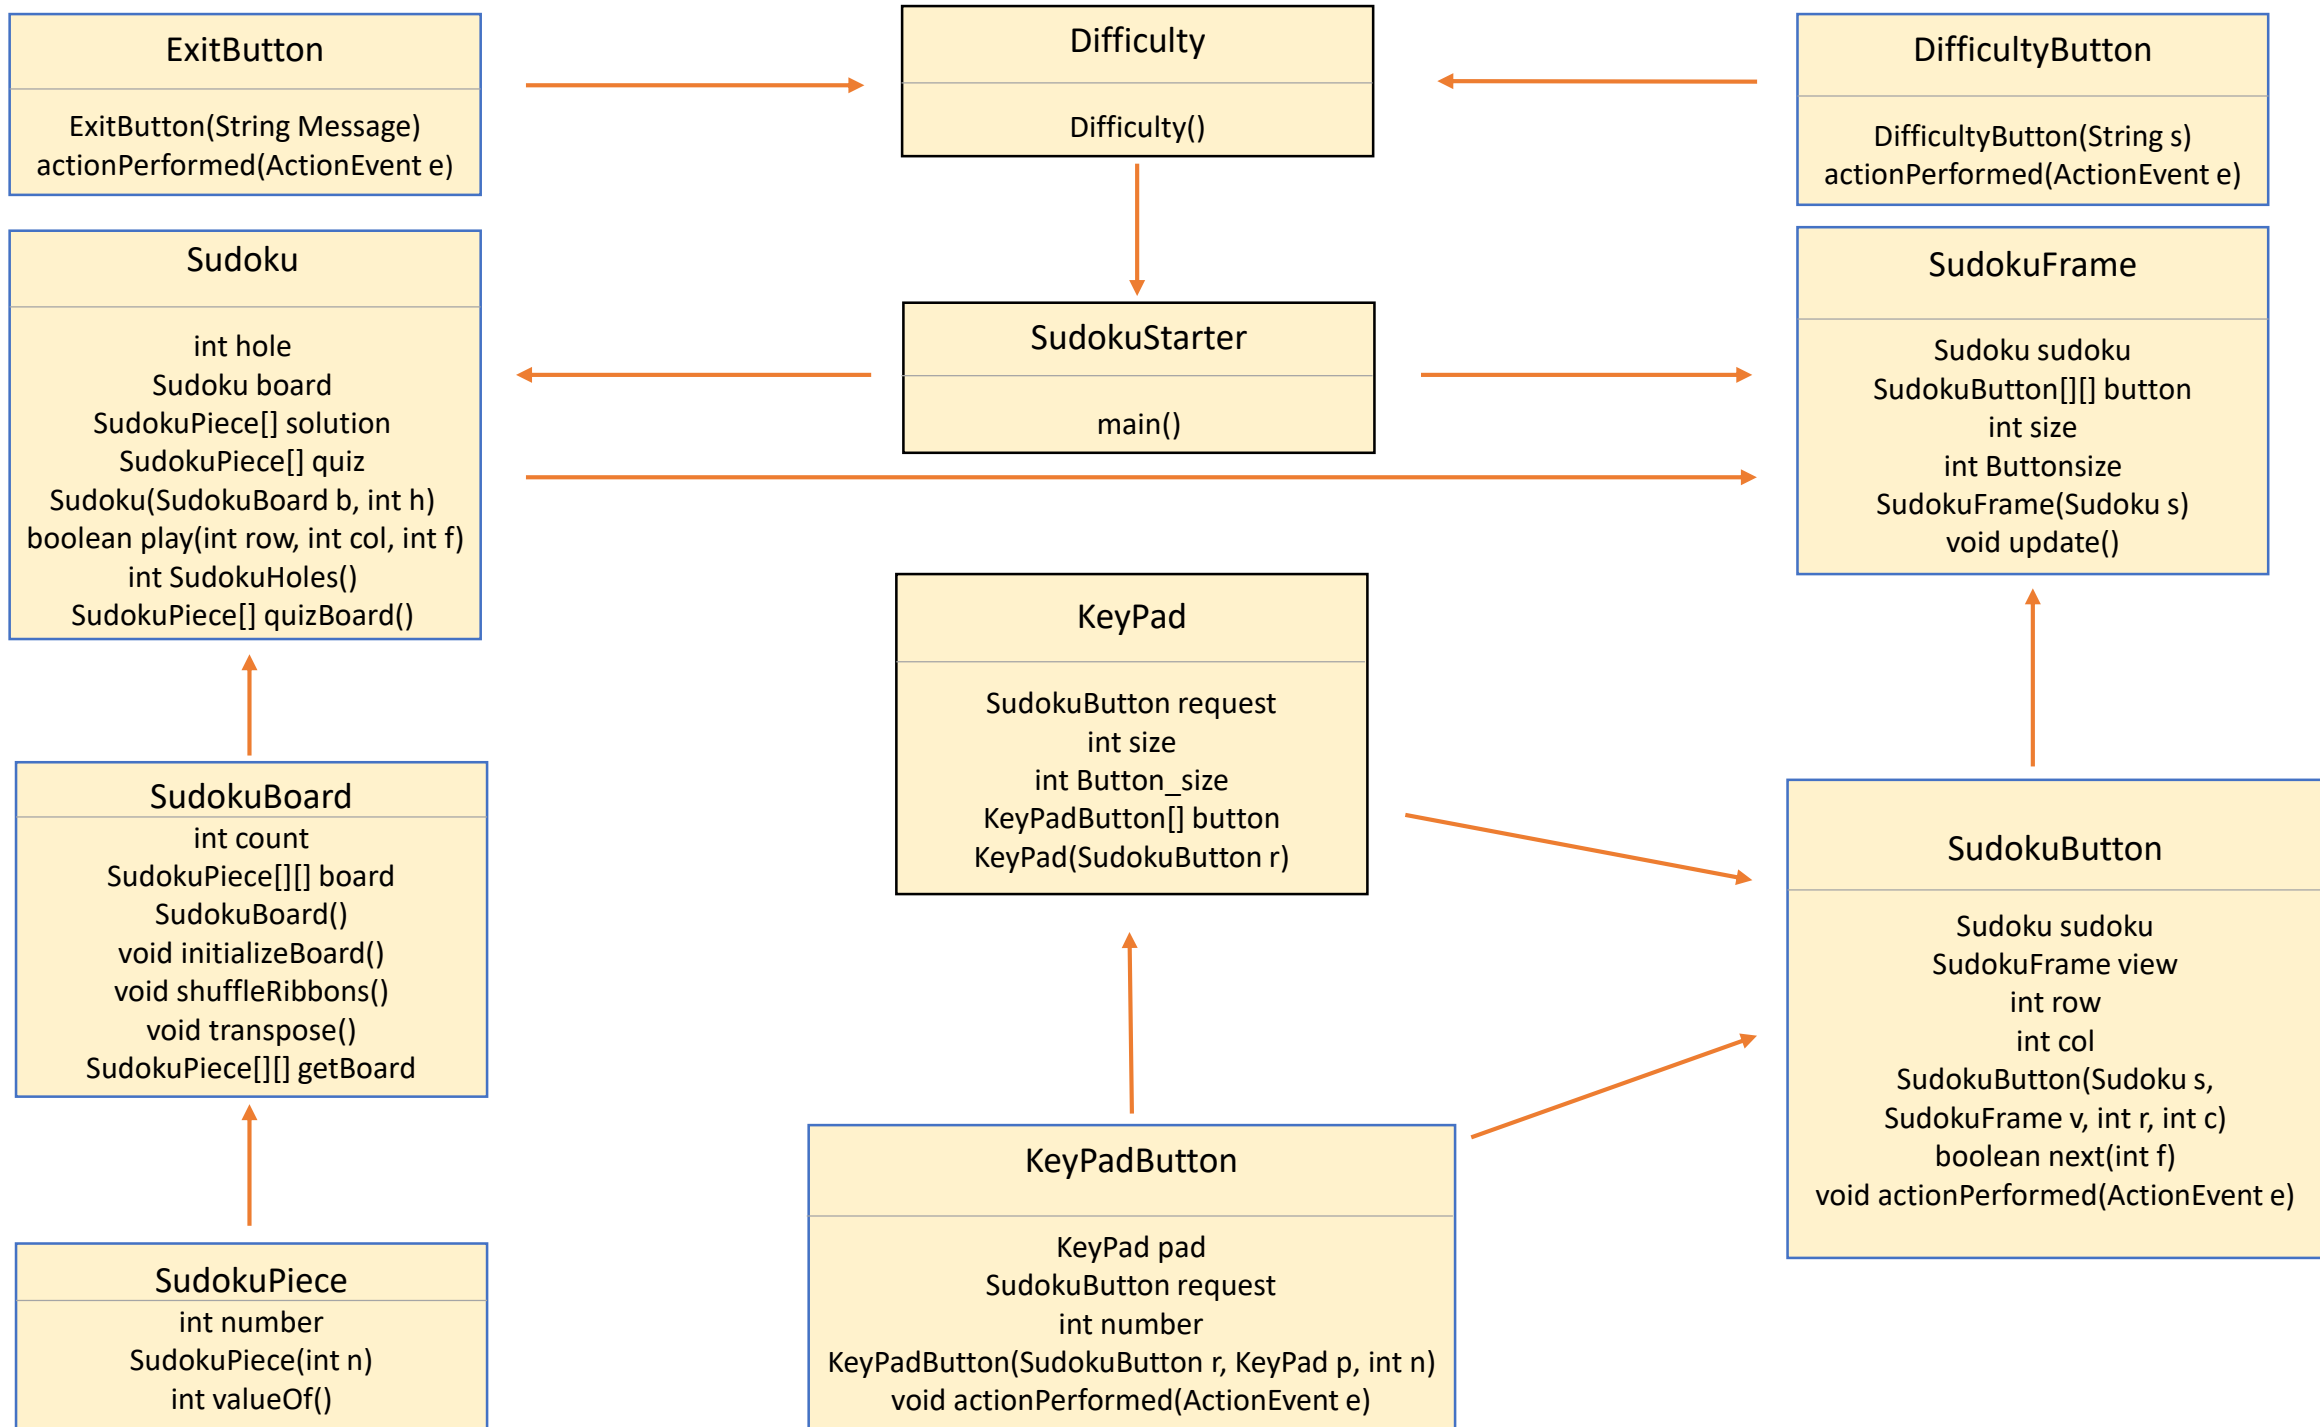 ExitButton
ExitButton(String Message)
actionPerformed(ActionEvent e)
Difficulty
Difficulty()
DifficultyButton
DifficultyButton(String s)
actionPerformed(ActionEvent e)
Sudoku
int hole
Sudoku board
SudokuPiece[] solution
SudokuPiece[] quiz
Sudoku(SudokuBoard b, int h)
boolean play(int row, int col, int f)
int SudokuHoles()
SudokuPiece[] quizBoard()
SudokuStarter
main()
SudokuFrame
Sudoku sudoku
SudokuButton[][] button
int size
int Buttonsize
SudokuFrame(Sudoku s)
void update()
KeyPad
SudokuButton request
int size
int Button_size
KeyPadButton[] button
KeyPad(SudokuButton r)
SudokuBoard
int count
SudokuPiece[][] board
SudokuBoard()
void initializeBoard()
void shuffleRibbons()
void transpose()
SudokuPiece[][] getBoard
SudokuButton
Sudoku sudoku
SudokuFrame view
int row
int col
SudokuButton(Sudoku s,
SudokuFrame v, int r, int c)
boolean next(int f)
void actionPerformed(ActionEvent e)
SudokuPiece
int number
SudokuPiece(int n)
int valueOf()
KeyPadButton
KeyPad pad
SudokuButton request
int number
KeyPadButton(SudokuButton r, KeyPad p, int n)
void actionPerformed(ActionEvent e)